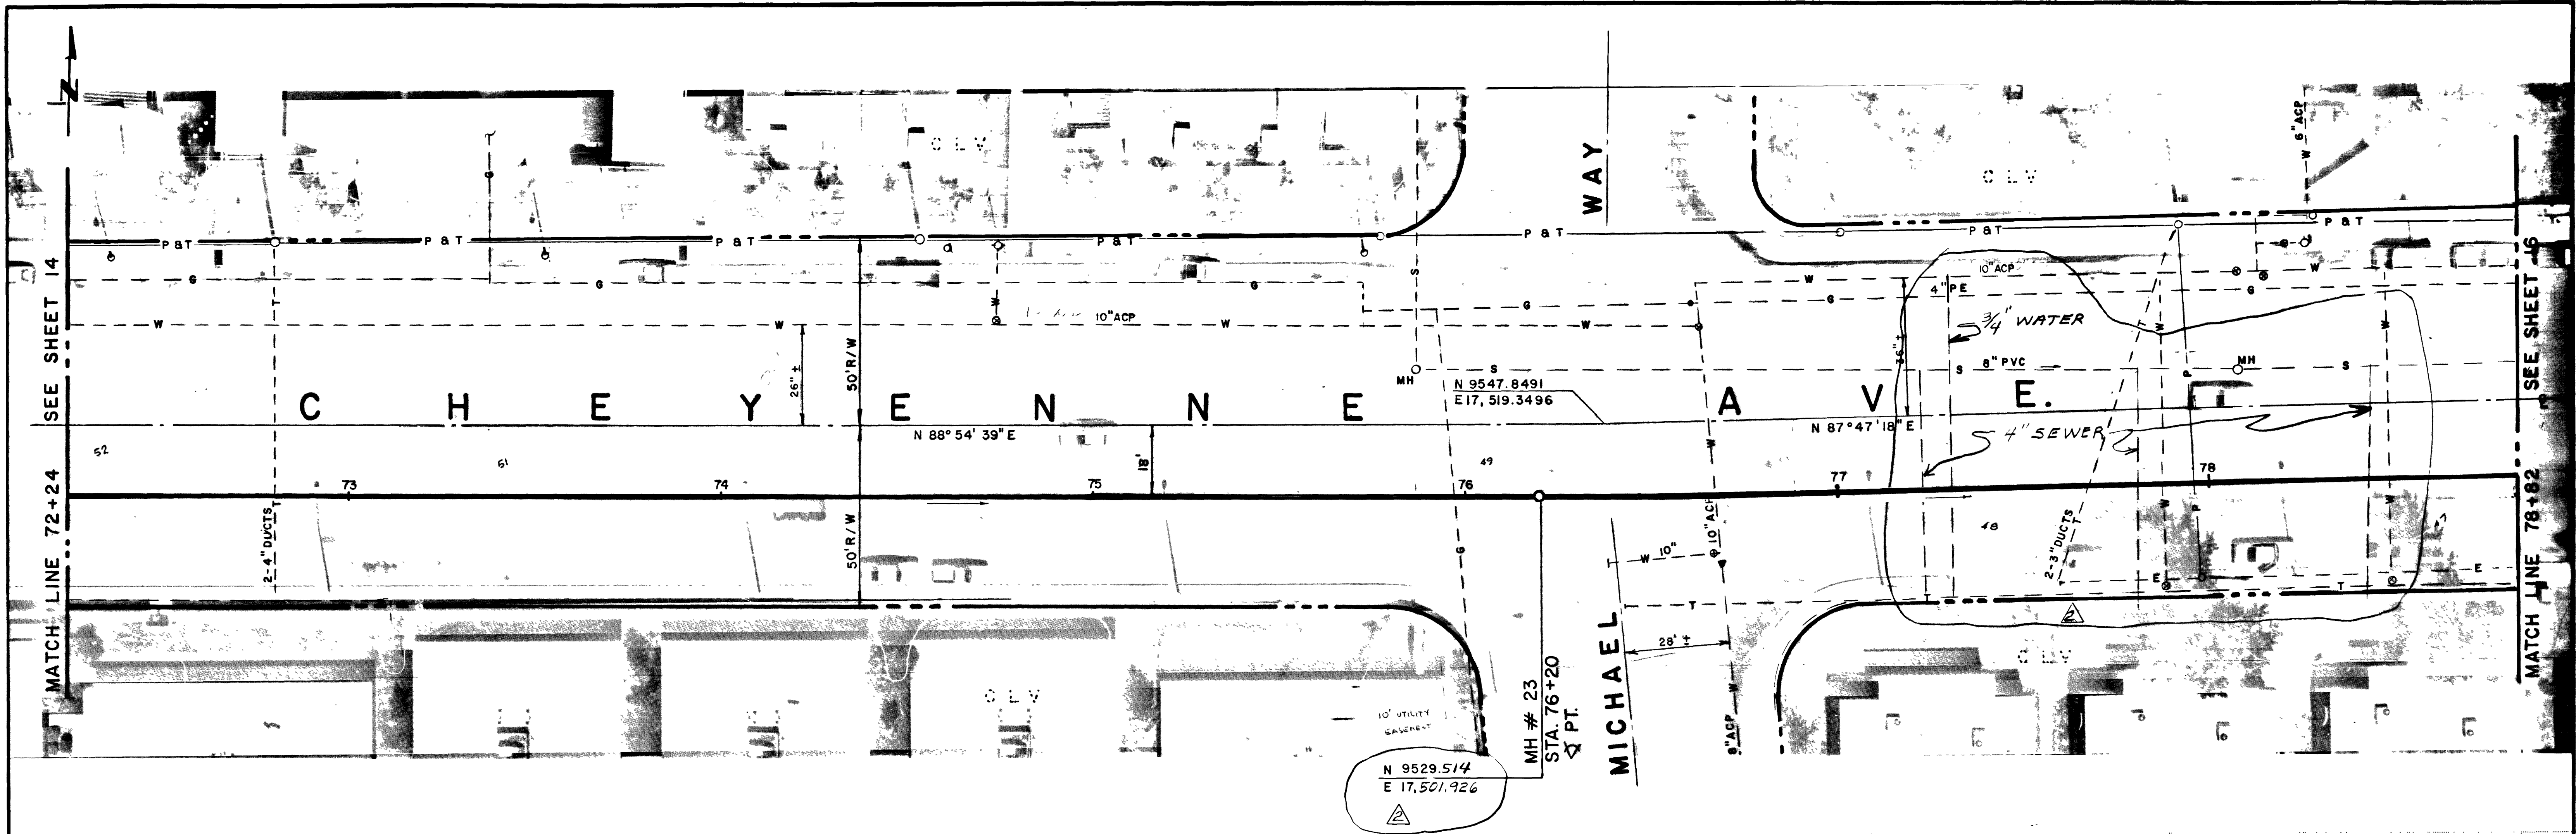 N
SEE SHEET 14
MATCH LINE 72+24
SEE SHEET 16
MATCH LINE 78+82
C L V
C L V
WAY
6" ACP
W
G
P & T
P & T
P & T
P & T
P & T
P & T
P & T
G
G
G
G
G
G
W
W
W
W
W
W
10" ACP
10" ACP
4" PE
3/4" WATER
T
2-4" DUCTS
T
26" ±
50' R/W
50' R/W
18'
S
MH
S
S
8" PVC
MH
S
36" ±
CHEYENNE AVE.
N 9547.8491
E 17, 519.3496
N 88° 54' 39" E
N 87° 47' 18" E
4" SEWER
52
51
49
48
73
74
75
76
77
78
W
W
W
W
P
P
T
T
2-3" DUCTS
E
E
T
T
T
G
W 10"
10" ACP
28' ±
W
8" ACP
MICHAEL
MH # 23
STA. 76+20
PT.
C L V
C L V
10' UTILITY
EASEMENT
N 9529.514
E 17,501.926
2
2